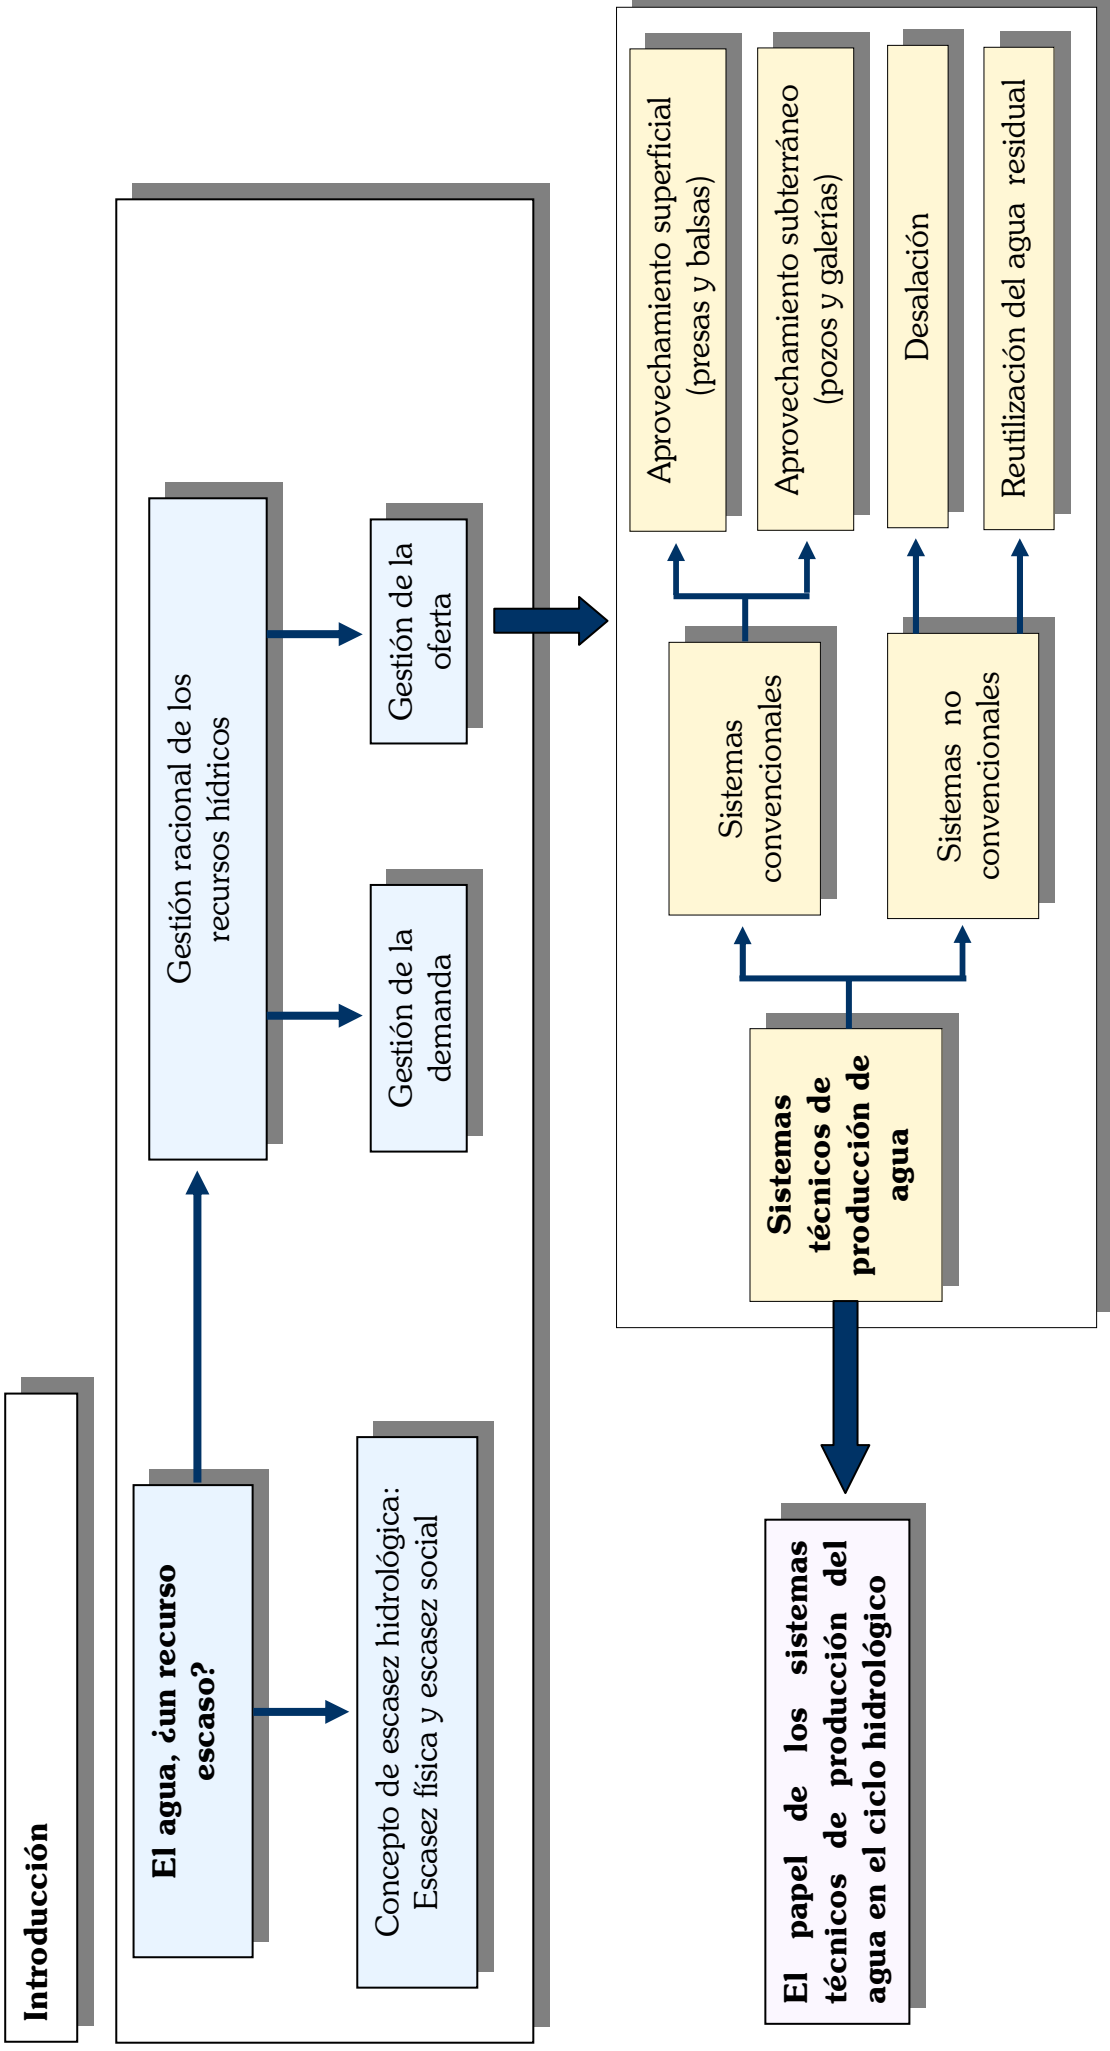 Introducción
El agua, ¿un recurso
escaso?
Gestión racional de los
recursos hídricos
Concepto de escasez hidrológica:
Escasez física y escasez social
Gestión de la
demanda
Gestión de la
oferta
El papel de los sistemas
técnicos de producción del
agua en el ciclo hidrológico
Sistemas
técnicos de
producción de
agua
Sistemas
convencionales
Sistemas no
convencionales
Aprovechamiento superficial
(presas y balsas)
Aprovechamiento subterráneo
(pozos y galerías)
Desalación
Reutilización del agua residual